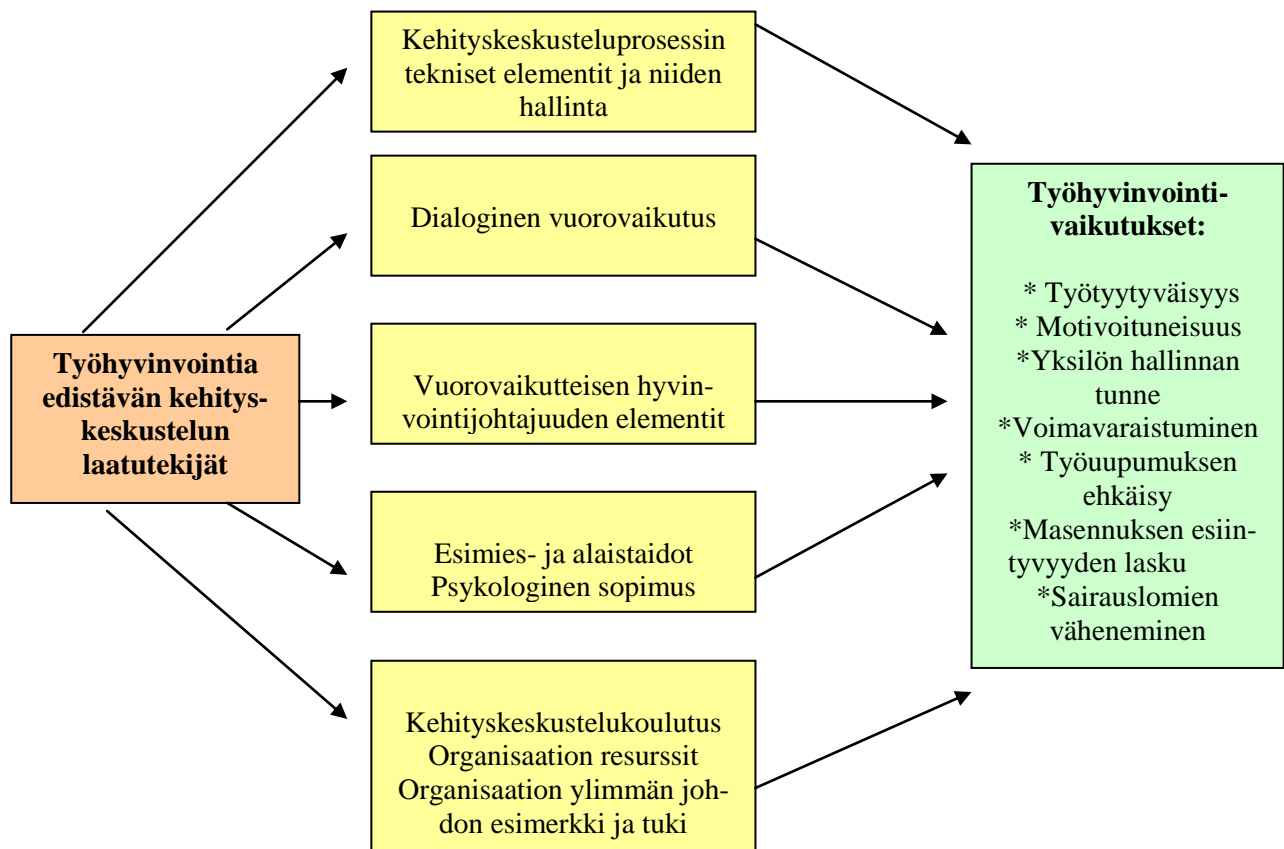 Työhyvinvointia
edistävän kehitys-
keskustelun
laatutekijät
Kehityskeskusteluprosessin
tekniset elementit ja niiden
hallinta
Dialoginen vuorovaikutus
Vuorovaikutteisen hyvin-
vointijohtajuuden elementit
Esimies- ja alaistaidot
Psykologinen sopimus
Kehityskeskustelukoulutus
Organisaation resurssit
Organisaation ylimmän joh-
don esimerkki ja tuki
Työhyvinvointi-
vaikutukset:
* Työtyytyväisyys
* Motivoituneisuus
*Yksilön hallinnan
tunne
*Voimavaraistuminen
* Työuupumuksen
ehkäisy
*Masennuksen esiin-
tyvyyden lasku
*Sairauslomien
väheneminen